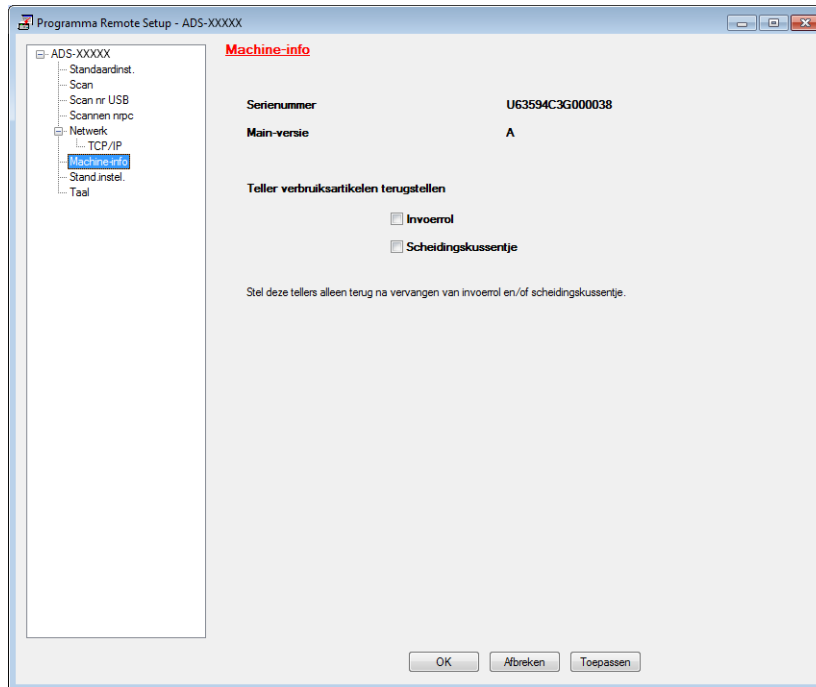 Programma Remote Setup - ADS-XXXXX
ADS-XXXXX
Standaardinst.
Scan
Scan nr USB
Scannen nrpc
Netwerk
TCP/IP
Machine-info
Stand.instel.
Taal
Machine-info
Serienummer U63594C3G000038
Main-versie A
Teller verbruiksartikelen terugstellen
Invoerrol
Scheidingskussentje
Stel deze tellers alleen terug na vervangen van invoerrol en/of scheidingskussentje.
OK Afbreken Toepassen